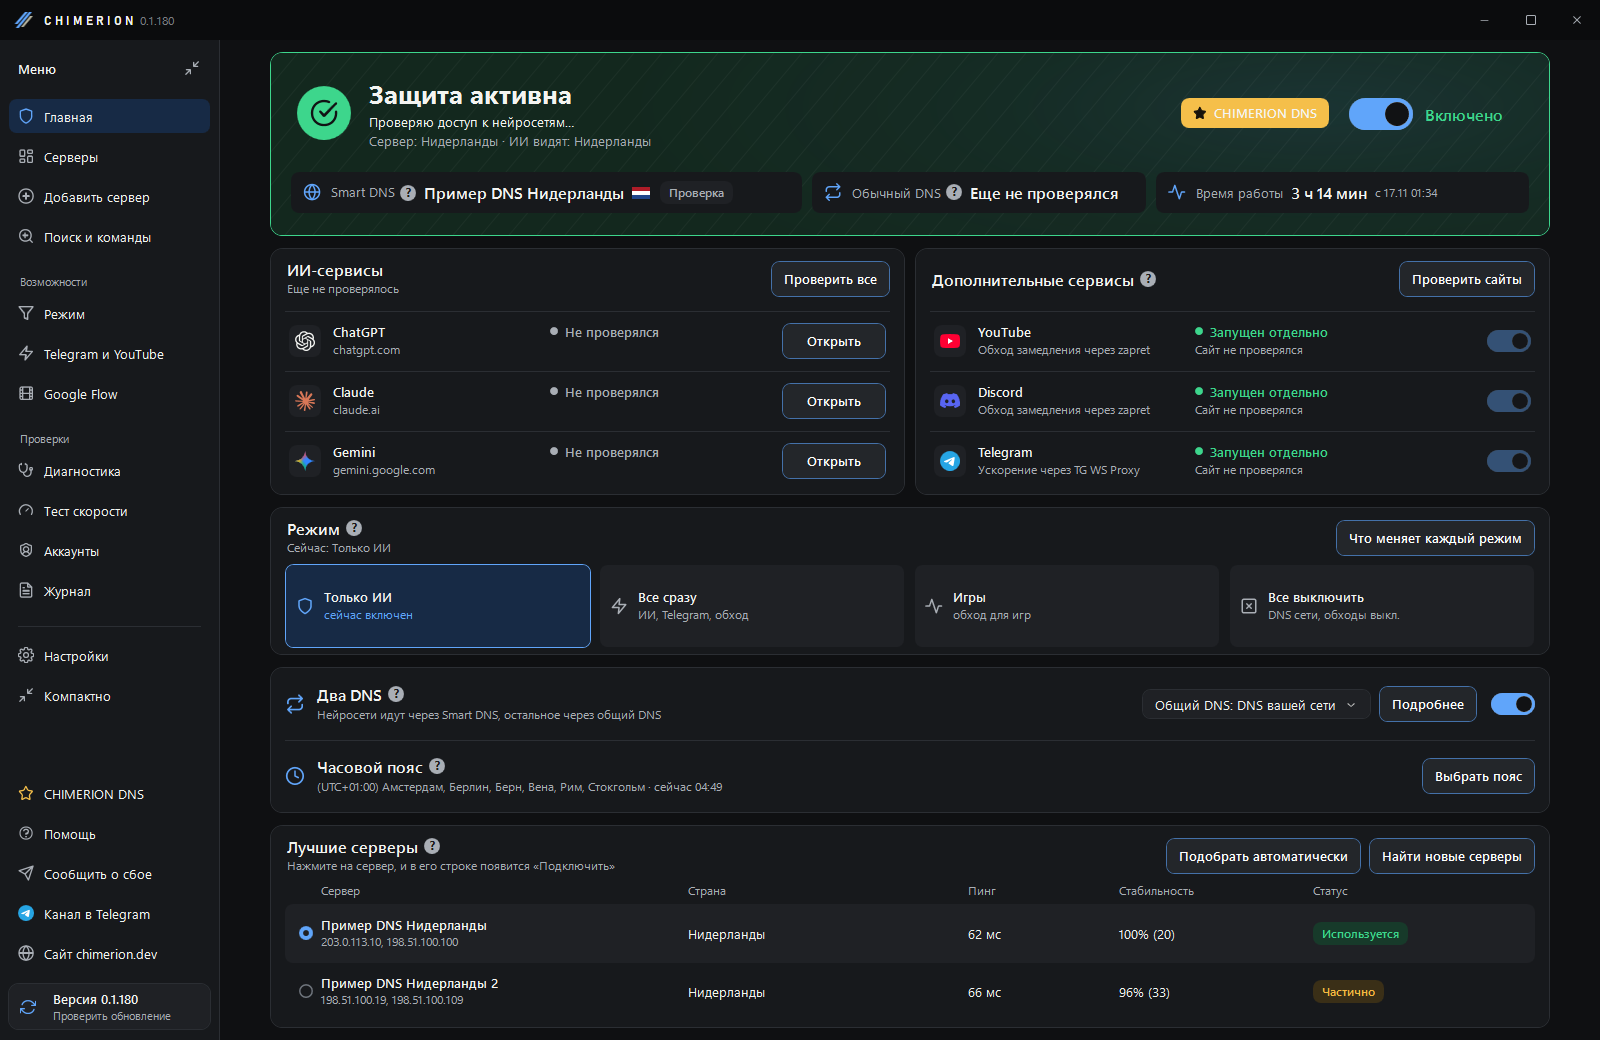 CHIMERION 0.1.180
Меню
Главная
Серверы
Добавить сервер
Поиск и команды
Возможности
Режим
Telegram и YouTube
Google Flow
Проверки
Диагностика
Тест скорости
Аккаунты
Журнал
Настройки
Компактно
CHIMERION DNS
Помощь
Сообщить о сбое
Канал в Telegram
Сайт chimerion.dev
Версия 0.1.180
Проверить обновление
Защита активна
Проверяю доступ к нейросетям...
Сервер: Нидерланды · ИИ видят: Нидерланды
CHIMERION DNS
Включено
Smart DNS ? Пример DNS Нидерланды Проверка
Обычный DNS ? Еще не проверялся
Время работы 3 ч 14 мин с 17.11 01:34
ИИ-сервисы
Еще не проверялось
Проверить все
ChatGPT
chatgpt.com
Не проверялся
Открыть
Claude
claude.ai
Не проверялся
Открыть
Gemini
gemini.google.com
Не проверялся
Открыть
Дополнительные сервисы ?
Проверить сайты
YouTube
Обход замедления через zapret
Запущен отдельно
Сайт не проверялся
Discord
Обход замедления через zapret
Запущен отдельно
Сайт не проверялся
Telegram
Ускорение через TG WS Proxy
Запущен отдельно
Сайт не проверялся
Режим ?
Сейчас: Только ИИ
Что меняет каждый режим
Только ИИ
сейчас включен
Все сразу
ИИ, Telegram, обход
Игры
обход для игр
Все выключить
DNS сети, обходы выкл.
Два DNS ?
Нейросети идут через Smart DNS, остальное через общий DNS
Общий DNS: DNS вашей сети
Подробнее
Часовой пояс ?
(UTC+01:00) Амстердам, Берлин, Берн, Вена, Рим, Стокгольм · сейчас 04:49
Выбрать пояс
Лучшие серверы ?
Нажмите на сервер, и в его строке появится «Подключить»
Подобрать автоматически
Найти новые серверы
Сервер Страна Пинг Стабильность Статус
Пример DNS Нидерланды
203.0.113.10, 198.51.100.100
Нидерланды 62 мс 100% (20) Используется
Пример DNS Нидерланды 2
198.51.100.19, 198.51.100.109
Нидерланды 66 мс 96% (33) Частично